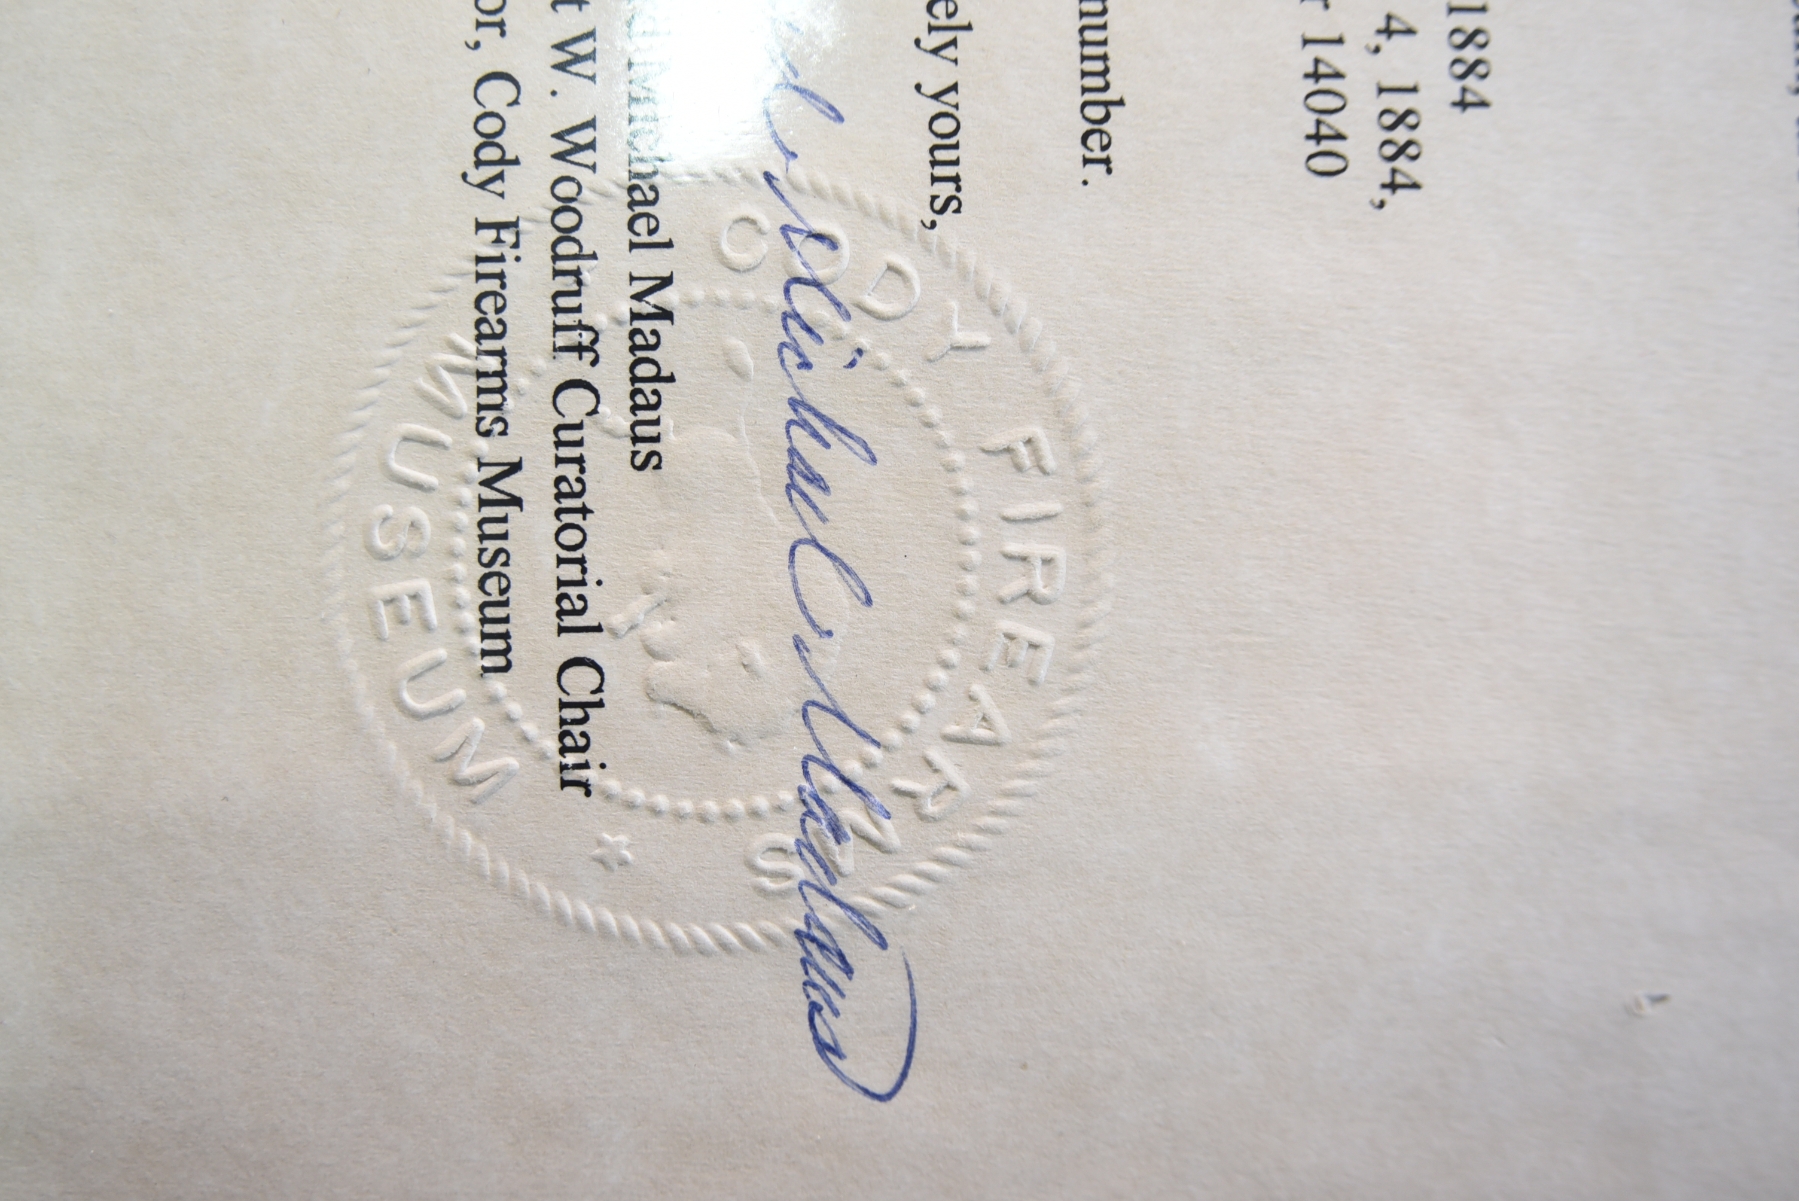 1884
4, 1884,
r 14040
number.
ely yours,
Michael Madaus
Michael Madaus
t W. Woodruff Curatorial Chair
or, Cody Firearms Museum
CODY FIREARMS
MUSEUM